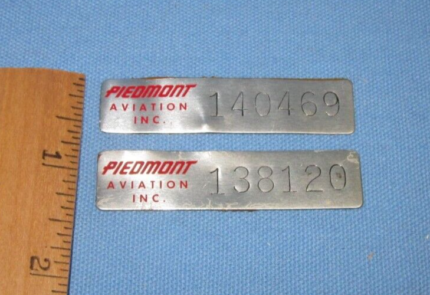 PIEDMONT
AVIATION
INC.
140469
PIEDMONT
AVIATION
INC.
138120
1
2